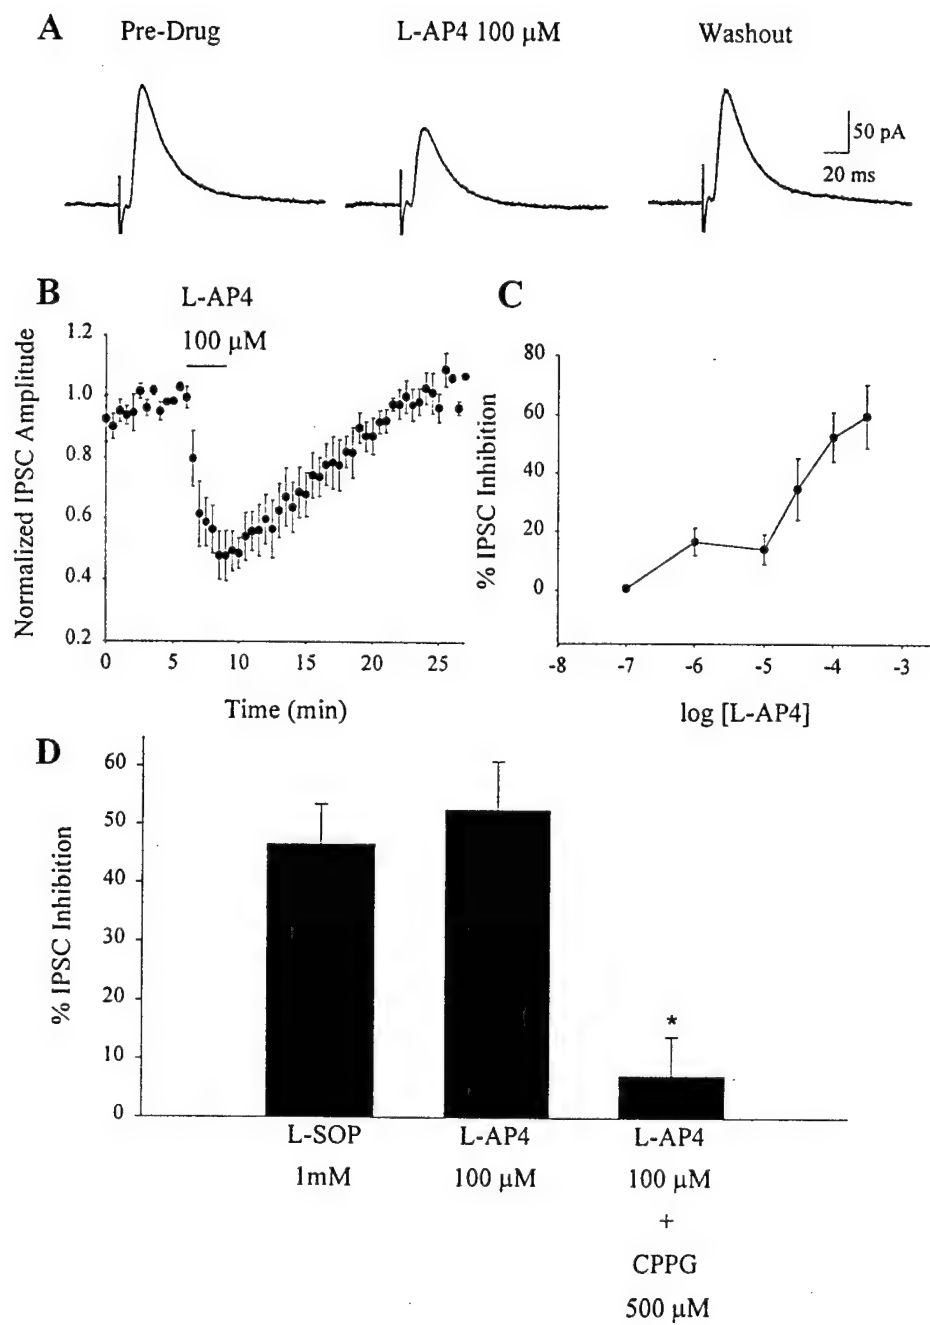 A
Pre-Drug
L-AP4 100 μM
Washout
50 pA
20 ms
B
L-AP4
100 μM
Normalized IPSC Amplitude
1.2
1.0
0.8
0.6
0.4
0.2
0
5
10
15
20
25
Time (min)
C
% IPSC Inhibition
80
60
40
20
0
-8
-7
-6
-5
-4
-3
log [L-AP4]
D
% IPSC Inhibition
60
50
40
30
20
10
0
*
L-SOP
1mM
L-AP4
100 μM
L-AP4
100 μM
+
CPPG
500 μM